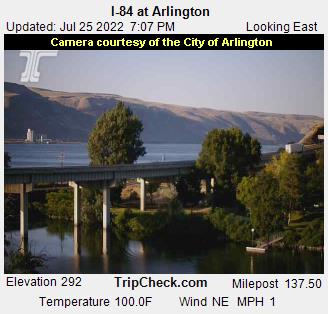 I-84 at Arlington
Updated: Jul 25 2022 7:07 PM Looking East
Camera courtesy of the City of Arlington
Elevation 292 TripCheck.com Milepost 137.50
Temperature 100.0F Wind NE MPH 1